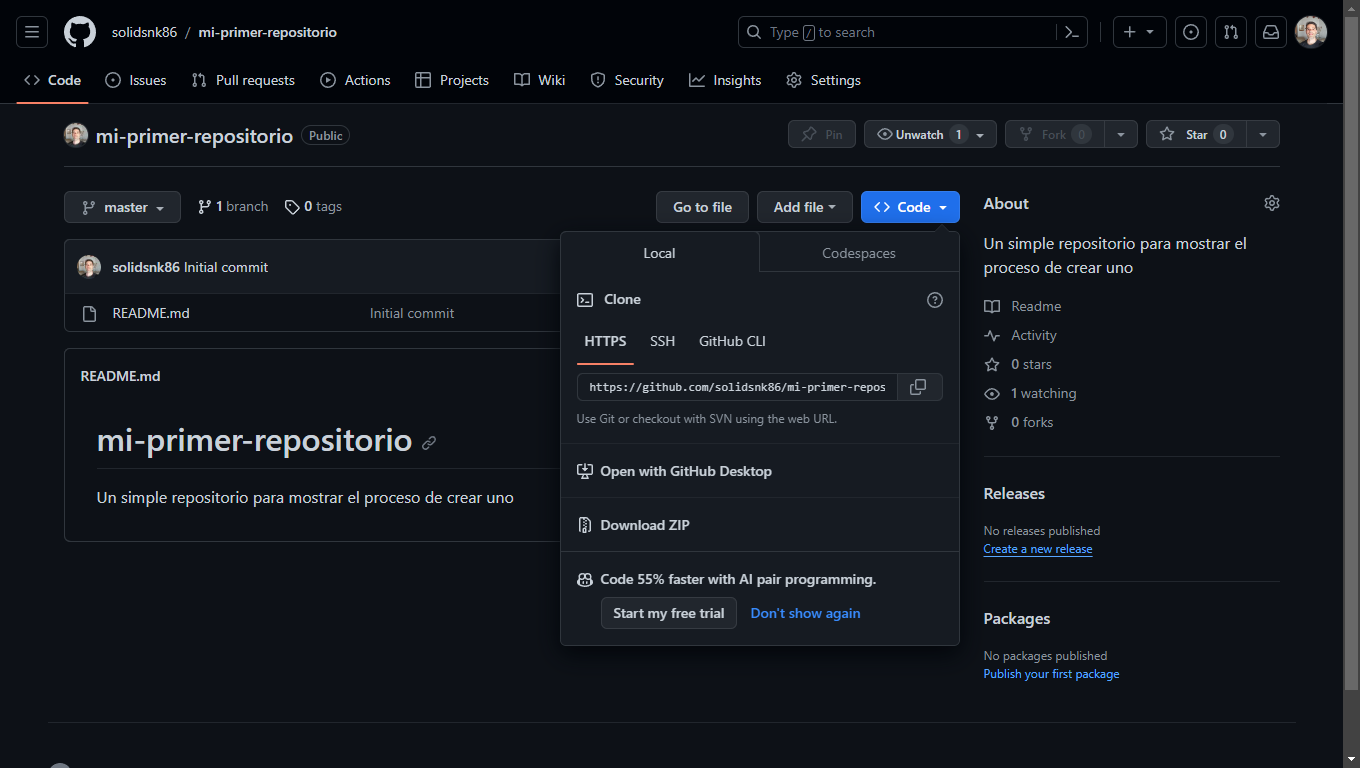 solidsnk86 / mi-primer-repositorio
Type / to search
Code Issues Pull requests Actions Projects Wiki Security Insights Settings
mi-primer-repositorio Public
Pin Unwatch 1 Fork 0 Star 0
master 1 branch 0 tags
Go to file Add file Code
solidsnk86 Initial commit
README.md Initial commit
README.md
mi-primer-repositorio
Un simple repositorio para mostrar el proceso de crear uno
Local Codespaces
Clone
HTTPS SSH GitHub CLI
https://github.com/solidsnk86/mi-primer-repos
Use Git or checkout with SVN using the web URL.
Open with GitHub Desktop
Download ZIP
Code 55% faster with AI pair programming.
Start my free trial Don't show again
About
Un simple repositorio para mostrar el
proceso de crear uno
Readme
Activity
0 stars
1 watching
0 forks
Releases
No releases published
Create a new release
Packages
No packages published
Publish your first package